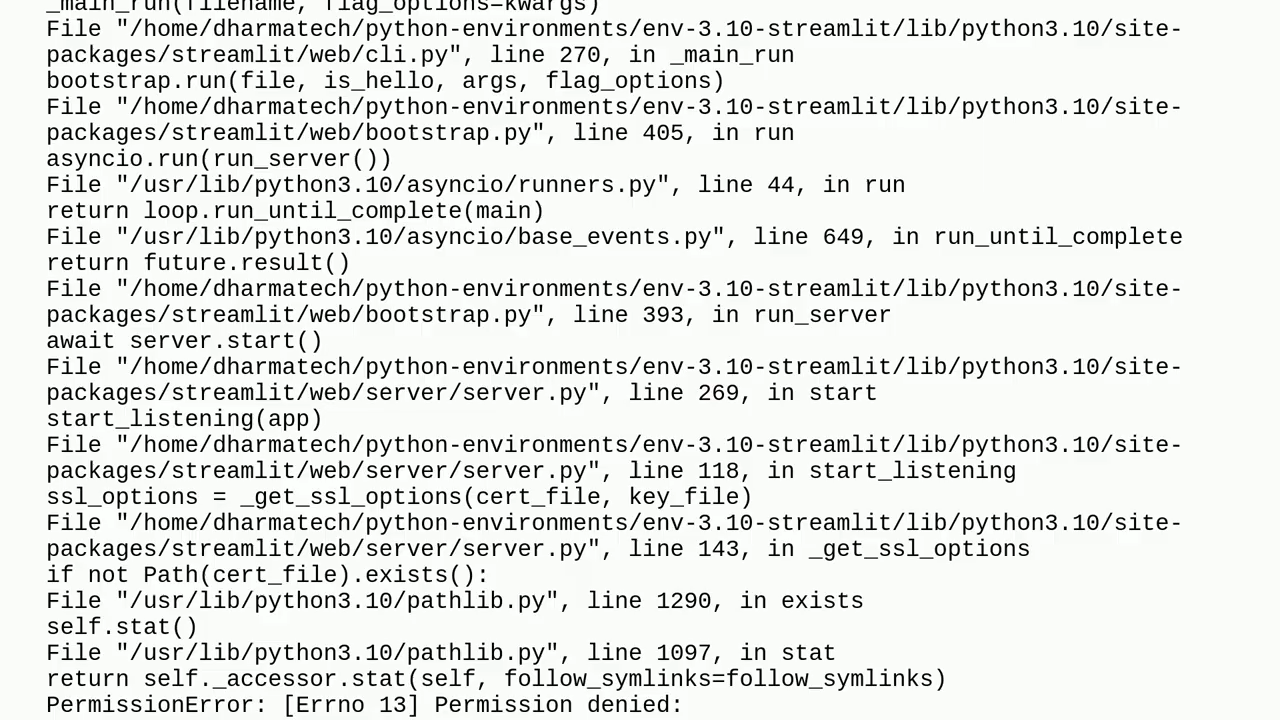 _main_run(filename, flag_options=kwargs)
File "/home/dharmatech/python-environments/env-3.10-streamlit/lib/python3.10/site-
packages/streamlit/web/cli.py", line 270, in _main_run
bootstrap.run(file, is_hello, args, flag_options)
File "/home/dharmatech/python-environments/env-3.10-streamlit/lib/python3.10/site-
packages/streamlit/web/bootstrap.py", line 405, in run
asyncio.run(run_server())
File "/usr/lib/python3.10/asyncio/runners.py", line 44, in run
return loop.run_until_complete(main)
File "/usr/lib/python3.10/asyncio/base_events.py", line 649, in run_until_complete
return future.result()
File "/home/dharmatech/python-environments/env-3.10-streamlit/lib/python3.10/site-
packages/streamlit/web/bootstrap.py", line 393, in run_server
await server.start()
File "/home/dharmatech/python-environments/env-3.10-streamlit/lib/python3.10/site-
packages/streamlit/web/server/server.py", line 269, in start
start_listening(app)
File "/home/dharmatech/python-environments/env-3.10-streamlit/lib/python3.10/site-
packages/streamlit/web/server/server.py", line 118, in start_listening
ssl_options = _get_ssl_options(cert_file, key_file)
File "/home/dharmatech/python-environments/env-3.10-streamlit/lib/python3.10/site-
packages/streamlit/web/server/server.py", line 143, in _get_ssl_options
if not Path(cert_file).exists():
File "/usr/lib/python3.10/pathlib.py", line 1290, in exists
self.stat()
File "/usr/lib/python3.10/pathlib.py", line 1097, in stat
return self._accessor.stat(self, follow_symlinks=follow_symlinks)
PermissionError: [Errno 13] Permission denied: